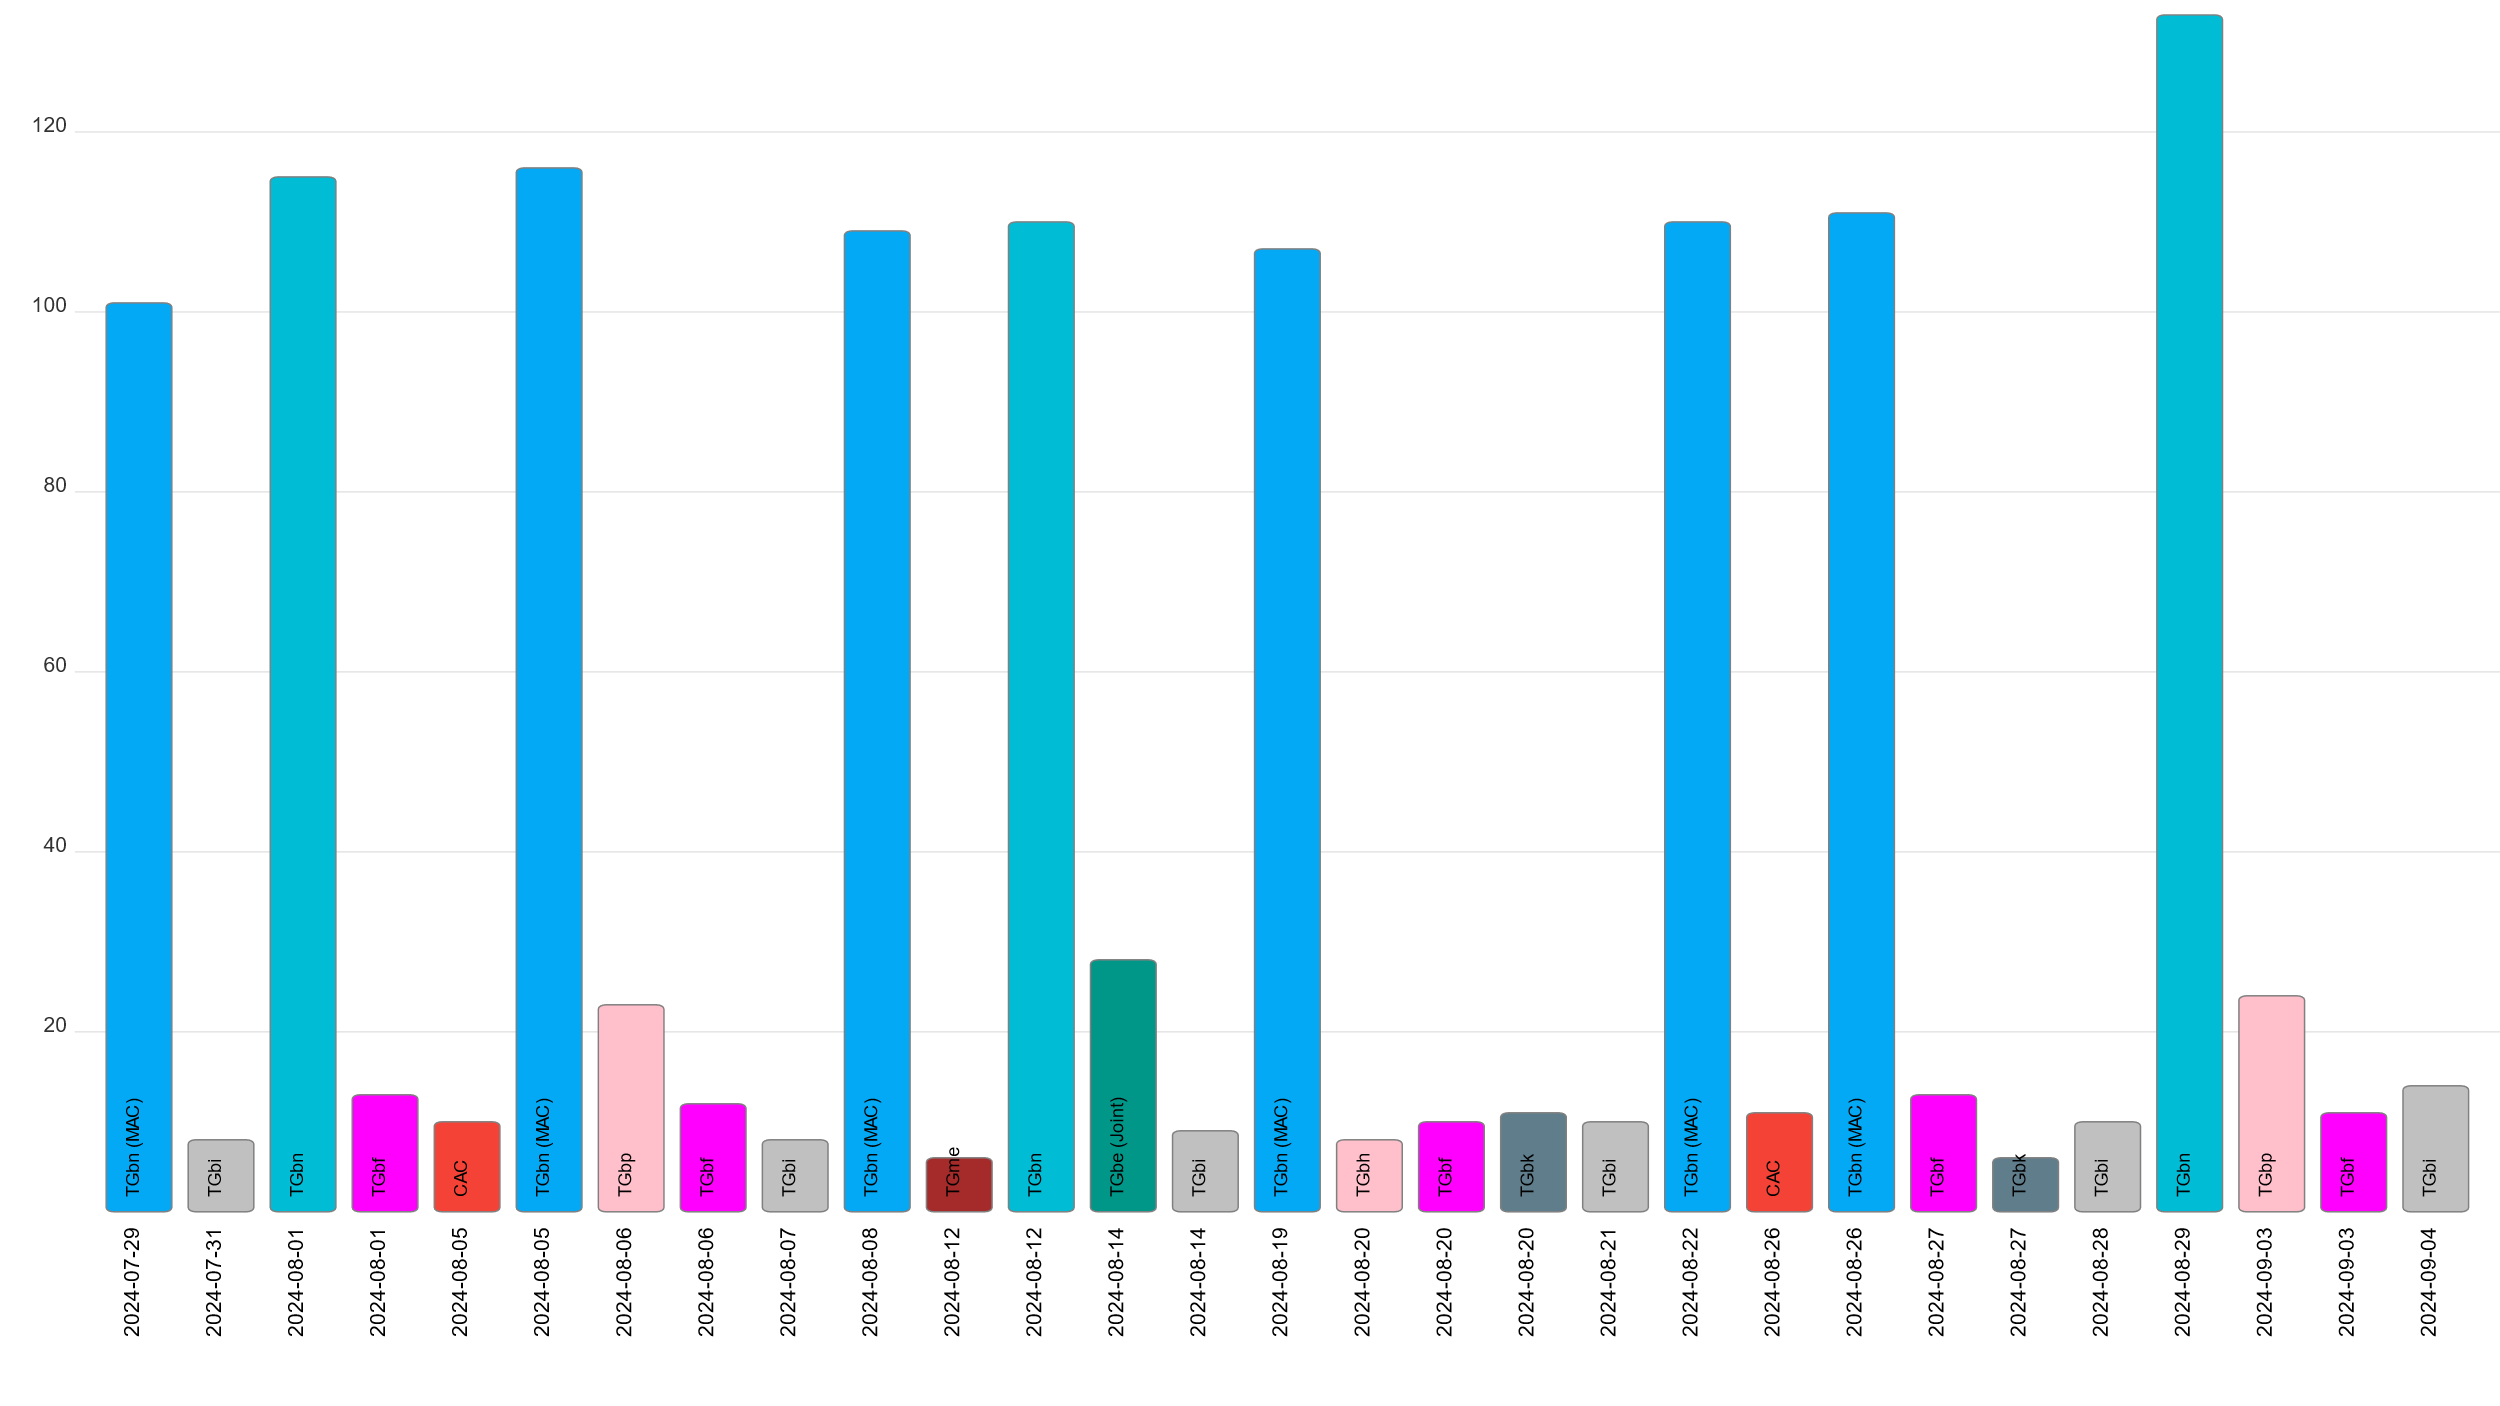 120
100
80
60
40
20
TGbn (MAC)
TGbi
TGbn
TGbf
CAC
TGbn (MAC)
TGbp
TGbf
TGbi
TGbn (MAC)
TGme
TGbn
TGbe (Joint)
TGbi
TGbn (MAC)
TGbh
TGbf
TGbk
TGbi
TGbn (MAC)
CAC
TGbn (MAC)
TGbf
TGbk
TGbi
TGbn
TGbp
TGbf
TGbi
2024-07-29
2024-07-31
2024-08-01
2024-08-01
2024-08-05
2024-08-05
2024-08-06
2024-08-06
2024-08-07
2024-08-08
2024-08-12
2024-08-12
2024-08-14
2024-08-14
2024-08-19
2024-08-20
2024-08-20
2024-08-20
2024-08-21
2024-08-22
2024-08-26
2024-08-26
2024-08-27
2024-08-27
2024-08-28
2024-08-29
2024-09-03
2024-09-03
2024-09-04